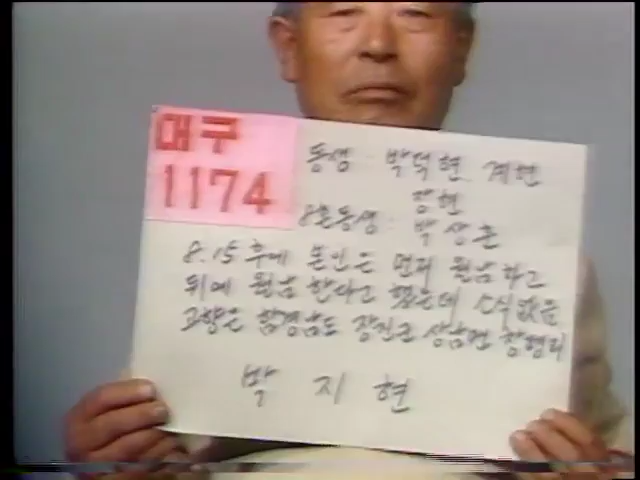 대구
1174
동생 : 박덕현 계현
장현
8촌동생 : 박상춘
8.15 후에 본인은 먼저 월남하고
뒤에 월남한다고 했는데 소식없음
고향은 함경남도 장진군 상남면 창평리
박지현